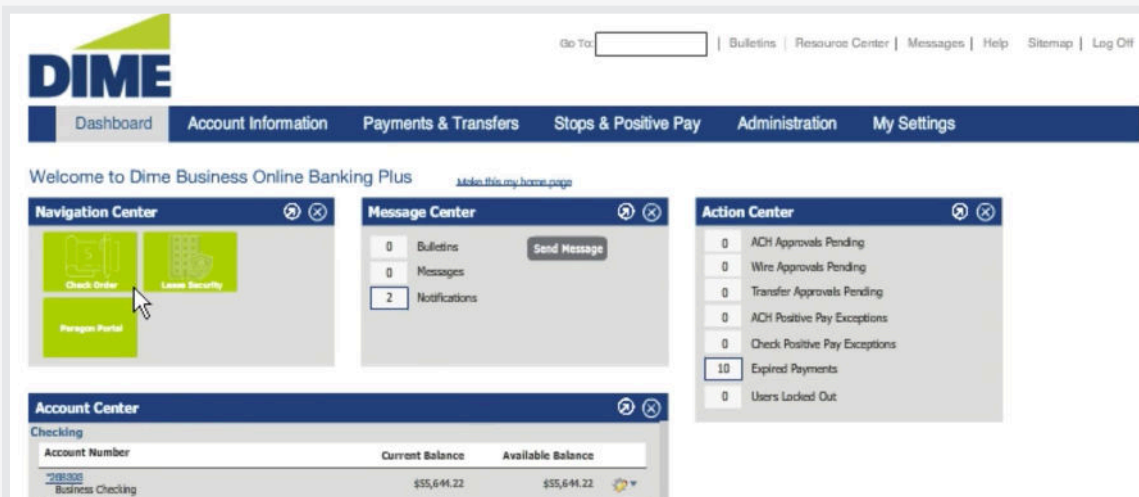 DIME
Go To: | Bulletins | Resource Center | Messages | Help Sitemap | Log Off
Dashboard Account Information Payments & Transfers Stops & Positive Pay Administration My Settings
Welcome to Dime Business Online Banking Plus Make this my home page
Navigation Center
Check Order Lease Security
Paragon Portal
Message Center
0 Bulletins Send Message
0 Messages
2 Notifications
Action Center
0 ACH Approvals Pending
0 Wire Approvals Pending
0 Transfer Approvals Pending
0 ACH Positive Pay Exceptions
0 Check Positive Pay Exceptions
10 Expired Payments
0 Users Locked Out
Account Center
Checking
Account Number Current Balance Available Balance
Business Checking $55,644.22 $55,644.22